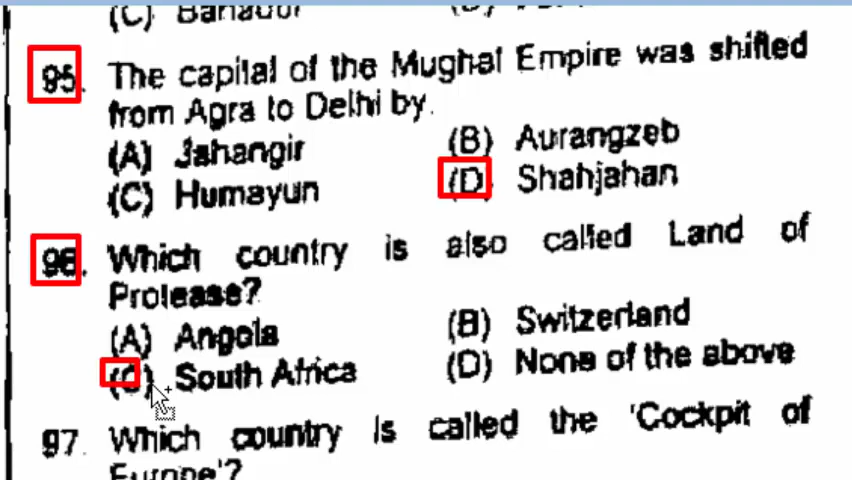 (C) Bahadur
(D)
95. The capital of the Mughal Empire was shifted
from Agra to Delhi by.
(A) Jahangir (B) Aurangzeb
(C) Humayun (D) Shahjahan
96. Which country is also called Land of
Protease?
(A) Angola (B) Switzerland
(C) South Africa (D) None of the above
97. Which country is called the 'Cockpit of
Europe'?